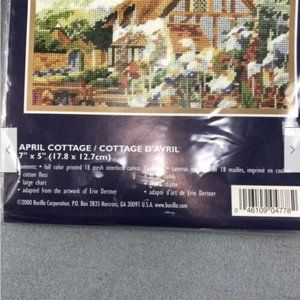 APRIL COTTAGE / COTTAGE D'AVRIL
7" x 5" (17.8 x 12.7cm)
• full color printed 18 mesh interlock canvas • canevas 18 mailles, imprimé en
• cotton floss
• large chart
• adapted from the artwork of Erin Dertner • adapté d'art de Erin Dertner
©2000 Bucilla Corporation, P.O. Box 2835 Norcross, GA 30091 U.S.A. www.bucilla.com
0 46109 04778